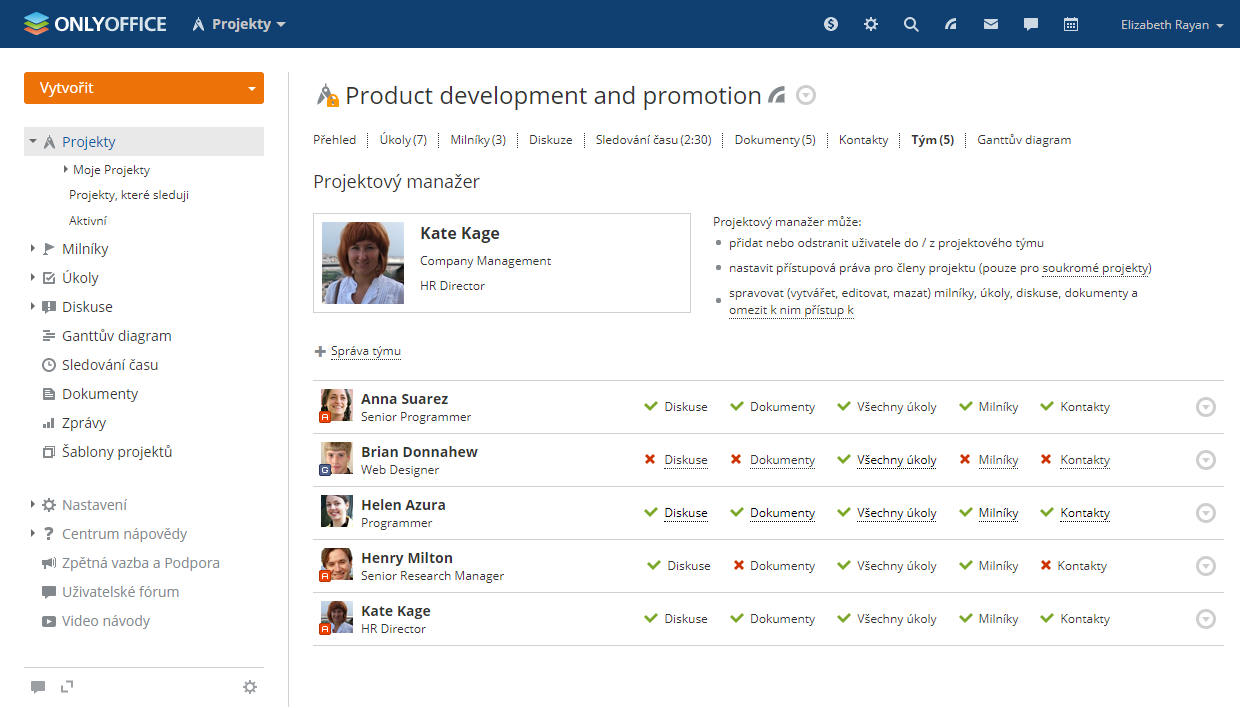 ONLYOFFICE
Projekty
Elizabeth Rayan
Vytvořit
Projekty
Moje Projekty
Projekty, které sleduji
Aktivní
Milníky
Úkoly
Diskuse
Ganttův diagram
Sledování času
Dokumenty
Zprávy
Šablony projektů
Nastavení
Centrum nápovědy
Zpětná vazba a Podpora
Uživatelské fórum
Video návody
Product development and promotion
Přehled Úkoly (7) Milníky (3) Diskuze Sledování času (2:30) Dokumenty (5) Kontakty Tým (5) Ganttův diagram
Projektový manažer
Kate Kage
Company Management
HR Director
Projektový manažer může:
přidat nebo odstranit uživatele do / z projektového týmu
nastavit přístupová práva pro členy projektu (pouze pro soukromé projekty)
spravovat (vytvářet, editovat, mazat) milníky, úkoly, diskuse, dokumenty a
omezit k nim přístup k
Správa týmu
Anna Suarez
Senior Programmer
A
Diskuse Dokumenty Všechny úkoly Milníky Kontakty
Brian Donnahew
Web Designer
G
Diskuse Dokumenty Všechny úkoly Milníky Kontakty
Helen Azura
Programmer
Diskuse Dokumenty Všechny úkoly Milníky Kontakty
Henry Milton
Senior Research Manager
A
Diskuse Dokumenty Všechny úkoly Milníky Kontakty
Kate Kage
HR Director
A
Diskuse Dokumenty Všechny úkoly Milníky Kontakty